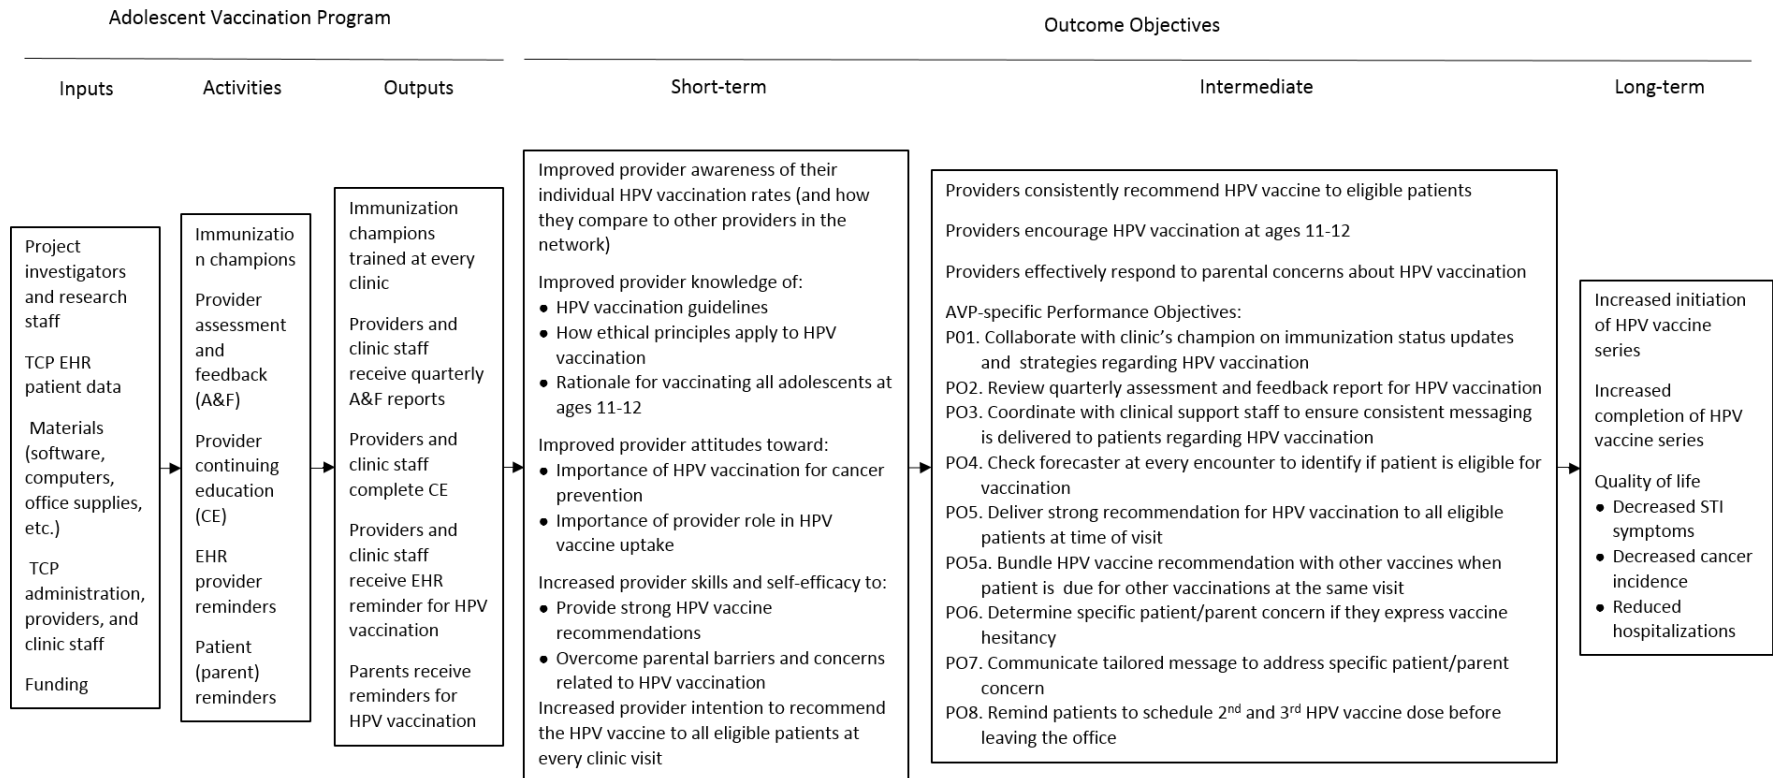 Adolescent Vaccination Program
Outcome Objectives
Inputs
Activities
Outputs
Short-term
Intermediate
Long-term
Project
investigators
and research
staff
TCP EHR
patient data
Materials
(software,
computers,
office supplies,
etc.)
TCP
administration,
providers, and
clinic staff
Funding
Immunizatio
n champions
Provider
assessment
and
feedback
(A&F)
Provider
continuing
education
(CE)
EHR
provider
reminders
Patient
(parent)
reminders
Immunization
champions
trained at every
clinic
Providers and
clinic staff
receive quarterly
A&F reports
Providers and
clinic staff
complete CE
Providers and
clinic staff
receive EHR
reminder for HPV
vaccination
Parents receive
reminders for
HPV vaccination
Improved provider awareness of their
individual HPV vaccination rates (and how
they compare to other providers in the
network)
Improved provider knowledge of:
● HPV vaccination guidelines
● How ethical principles apply to HPV
vaccination
● Rationale for vaccinating all adolescents at
ages 11-12
Improved provider attitudes toward:
● Importance of HPV vaccination for cancer
prevention
● Importance of provider role in HPV
vaccine uptake
Increased provider skills and self-efficacy to:
● Provide strong HPV vaccine
recommendations
● Overcome parental barriers and concerns
related to HPV vaccination
Increased provider intention to recommend
the HPV vaccine to all eligible patients at
every clinic visit
Providers consistently recommend HPV vaccine to eligible patients
Providers encourage HPV vaccination at ages 11-12
Providers effectively respond to parental concerns about HPV vaccination
AVP-specific Performance Objectives:
P01. Collaborate with clinic’s champion on immunization status updates
and strategies regarding HPV vaccination
PO2. Review quarterly assessment and feedback report for HPV vaccination
PO3. Coordinate with clinical support staff to ensure consistent messaging
is delivered to patients regarding HPV vaccination
PO4. Check forecaster at every encounter to identify if patient is eligible for
vaccination
PO5. Deliver strong recommendation for HPV vaccination to all eligible
patients at time of visit
PO5a. Bundle HPV vaccine recommendation with other vaccines when
patient is due for other vaccinations at the same visit
PO6. Determine specific patient/parent concern if they express vaccine
hesitancy
PO7. Communicate tailored message to address specific patient/parent
concern
PO8. Remind patients to schedule 2nd and 3rd HPV vaccine dose before
leaving the office
Increased initiation
of HPV vaccine
series
Increased
completion of HPV
vaccine series
Quality of life
● Decreased STI
symptoms
● Decreased cancer
incidence
● Reduced
hospitalizations